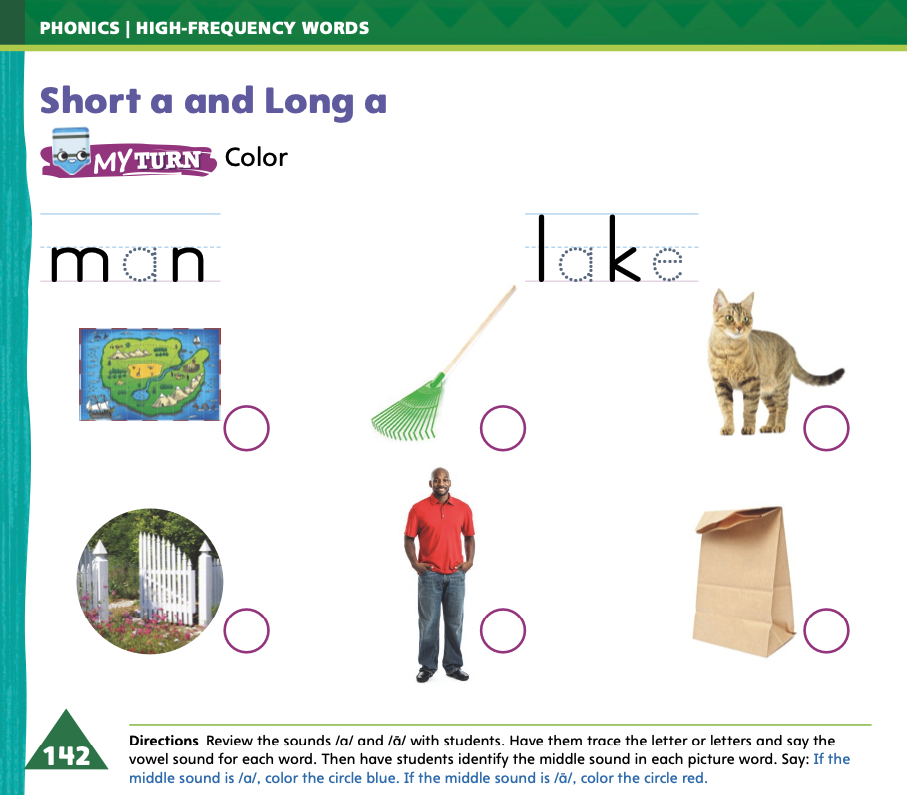 PHONICS | HIGH-FREQUENCY WORDS
Short a and Long a
MY TURN Color
man
lake
142
Directions Review the sounds /a/ and /ā/ with students. Have them trace the letter or letters and say the
vowel sound for each word. Then have students identify the middle sound in each picture word. Say: If the
middle sound is /a/, color the circle blue. If the middle sound is /ā/, color the circle red.